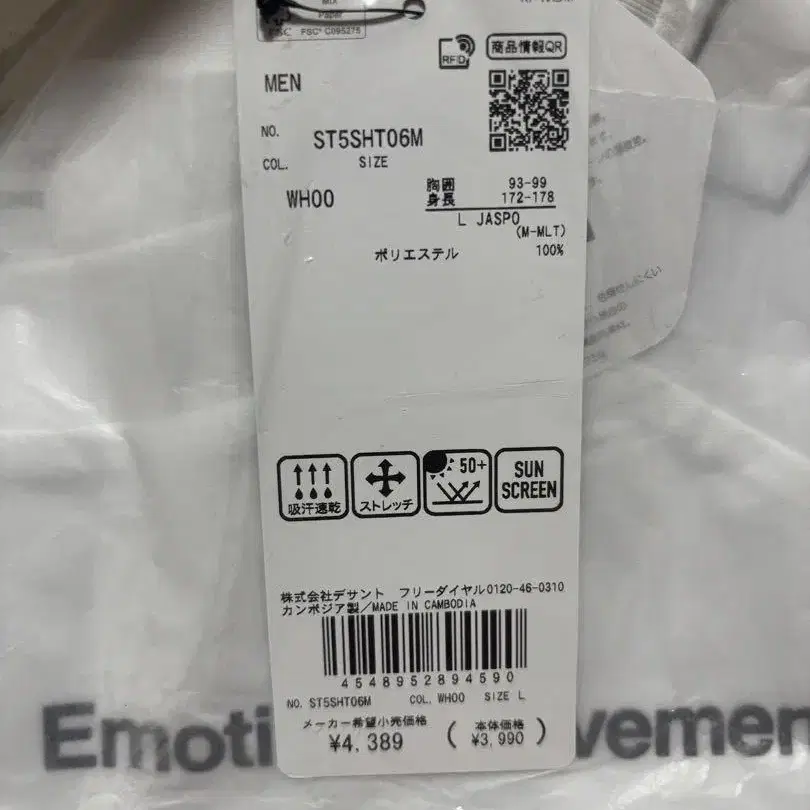 MIX
Paper
FSC FSC® C095275
RFID
商品情報QR
MEN
NO. ST5SHT06M
COL. SIZE
WH00
胸囲 93-99
身長 172-178
L JASPO
(M-MLT)
ポリエステル 100%
吸汗速乾
ストレッチ
50+
SUN SCREEN
株式会社デサント フリーダイヤル0120-46-0310
カンボジア製/MADE IN CAMBODIA
4548952894590
NO. ST5SHT06M COL. WH00 SIZE L
メーカー希望小売価格
¥4,389
(本体価格 ¥3,990)
Emoti vemen